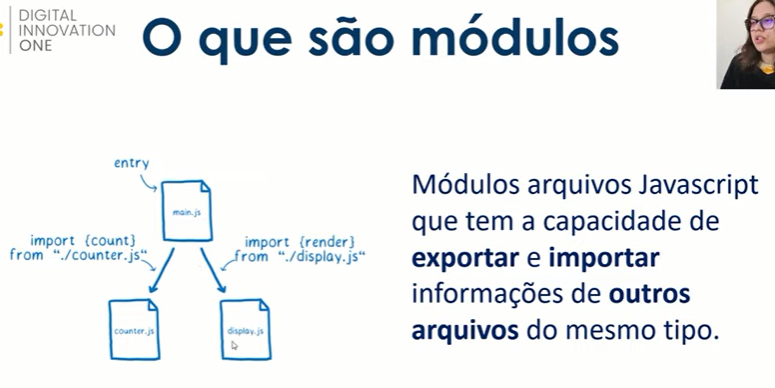 DIGITAL
INNOVATION
ONE
O que são módulos
entry
main.js
import {count}
from "./counter.js"
import {render}
from "./display.js"
counter.js
display.js
Módulos arquivos Javascript
que tem a capacidade de
exportar e importar
informações de outros
arquivos do mesmo tipo.